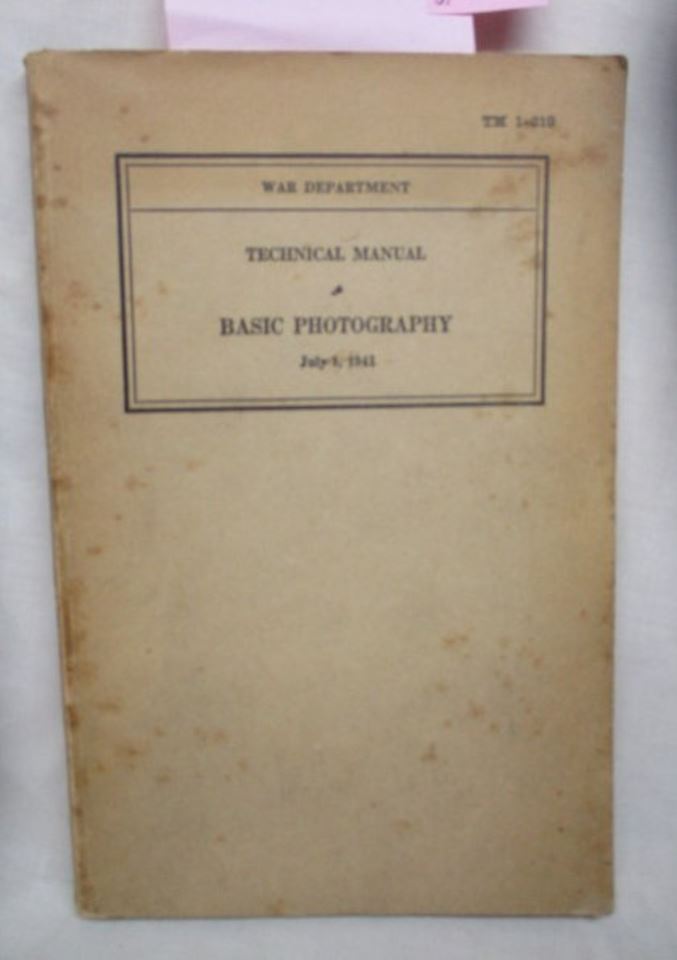 TM 1-219
WAR DEPARTMENT
TECHNICAL MANUAL
BASIC PHOTOGRAPHY
July 1, 1941